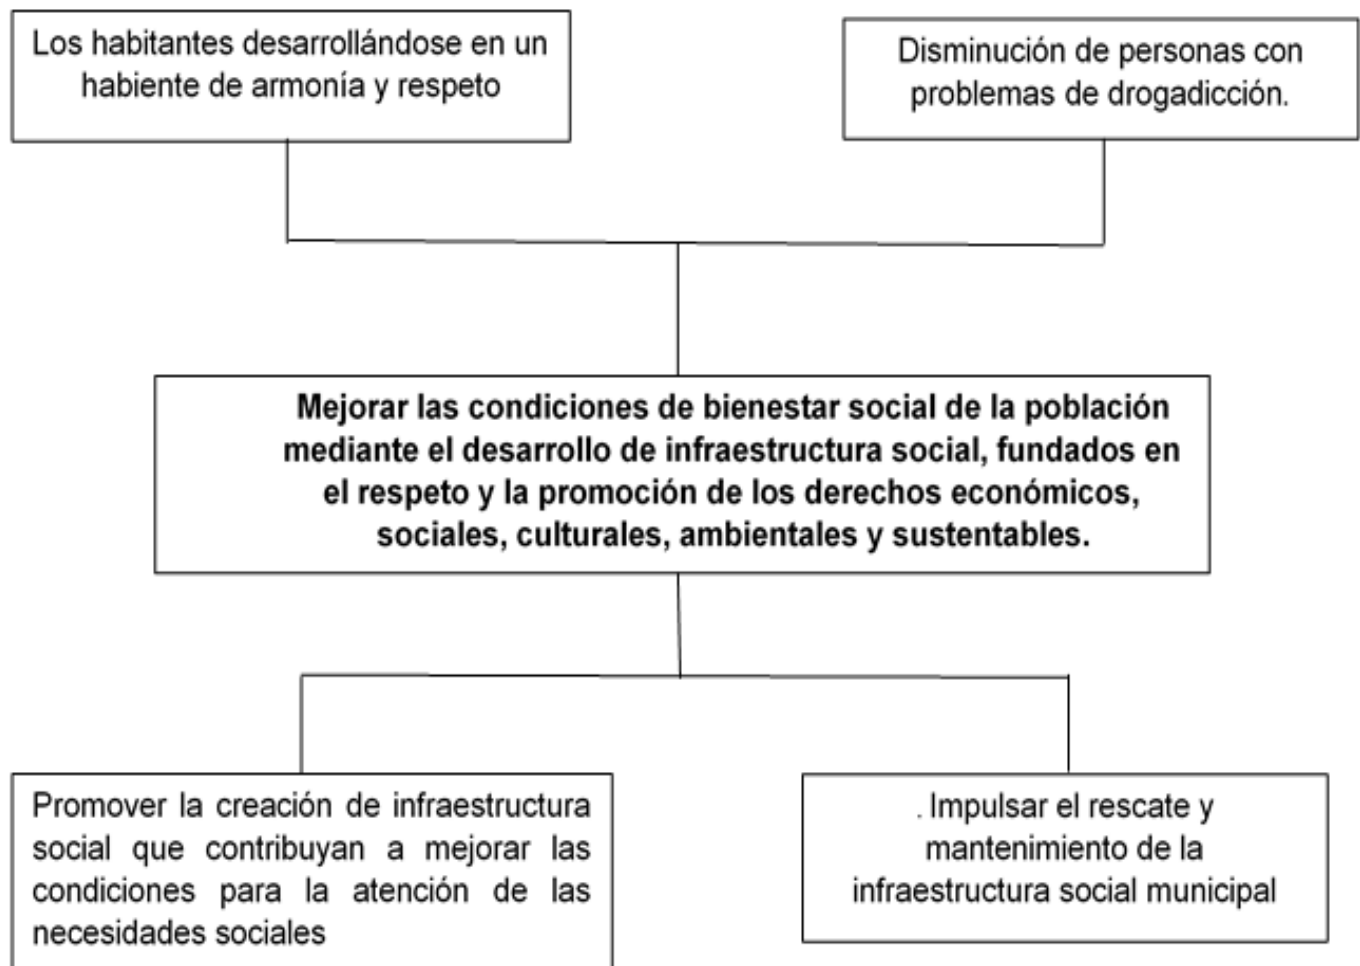 Los habitantes desarrollándose en un
habiente de armonía y respeto
Disminución de personas con
problemas de drogadicción.
Mejorar las condiciones de bienestar social de la población
mediante el desarrollo de infraestructura social, fundados en
el respeto y la promoción de los derechos económicos,
sociales, culturales, ambientales y sustentables.
Promover la creación de infraestructura
social que contribuyan a mejorar las
condiciones para la atención de las
necesidades sociales
. Impulsar el rescate y
mantenimiento de la
infraestructura social municipal